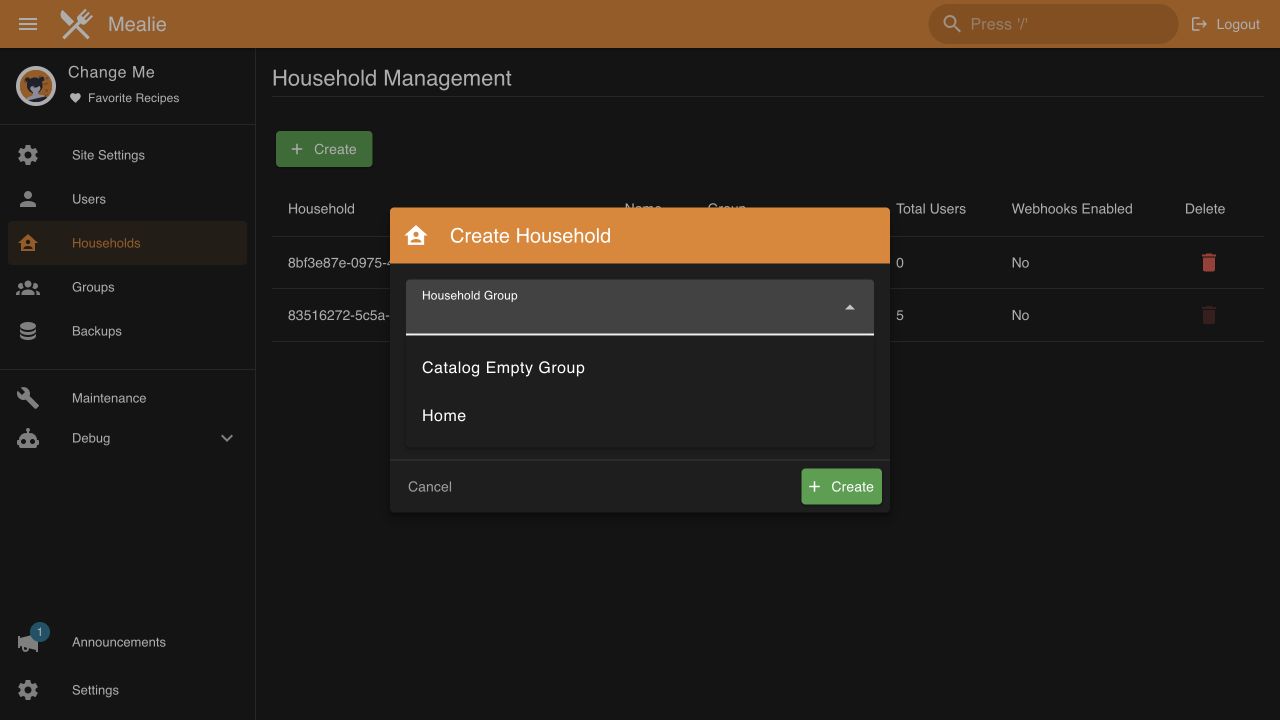 Mealie
Press '/'
Logout
Change Me
Favorite Recipes
Household Management
Site Settings
Users
Households
Groups
Backups
Maintenance
Debug
1
Announcements
Settings
Create
Household Name Group Total Users Webhooks Enabled Delete
8bf3e87e-0975- 0 No
83516272-5c5a- 5 No
Create Household
Household Group
Catalog Empty Group
Home
Cancel
Create